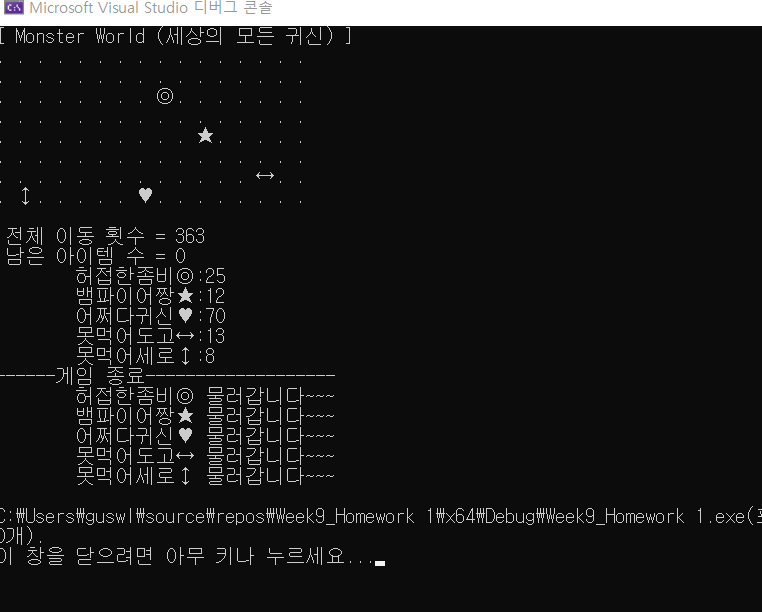 Microsoft Visual Studio 디버그 콘솔
[ Monster World (세상의 모든 귀신) ]
. . . . . . . . . . . . . . . .
. . . . . . . . ◎ . . . . . . .
. . . . . . . . . . . . . . . .
. . . . . . . . . . ★ . . . . .
. . . . . . . . . . . . . ↔ . .
. ↕ . . . . . ♥ . . . . . . . .
전체 이동 횟수 = 363
남은 아이템 수 = 0
허접한좀비◎:25
뱀파이어짱★:12
어쩌다귀신♥:70
못먹어도고↔:13
못먹어세로↕:8
------게임 종료-------------------
허접한좀비◎ 물러갑니다~~~
뱀파이어짱★ 물러갑니다~~~
어쩌다귀신♥ 물러갑니다~~~
못먹어도고↔ 물러갑니다~~~
못먹어세로↕ 물러갑니다~~~
C:\Users\guswl\source\repos\Week9_Homework 1\x64\Debug\Week9_Homework 1.exe(프
0개).
이 창을 닫으려면 아무 키나 누르세요...